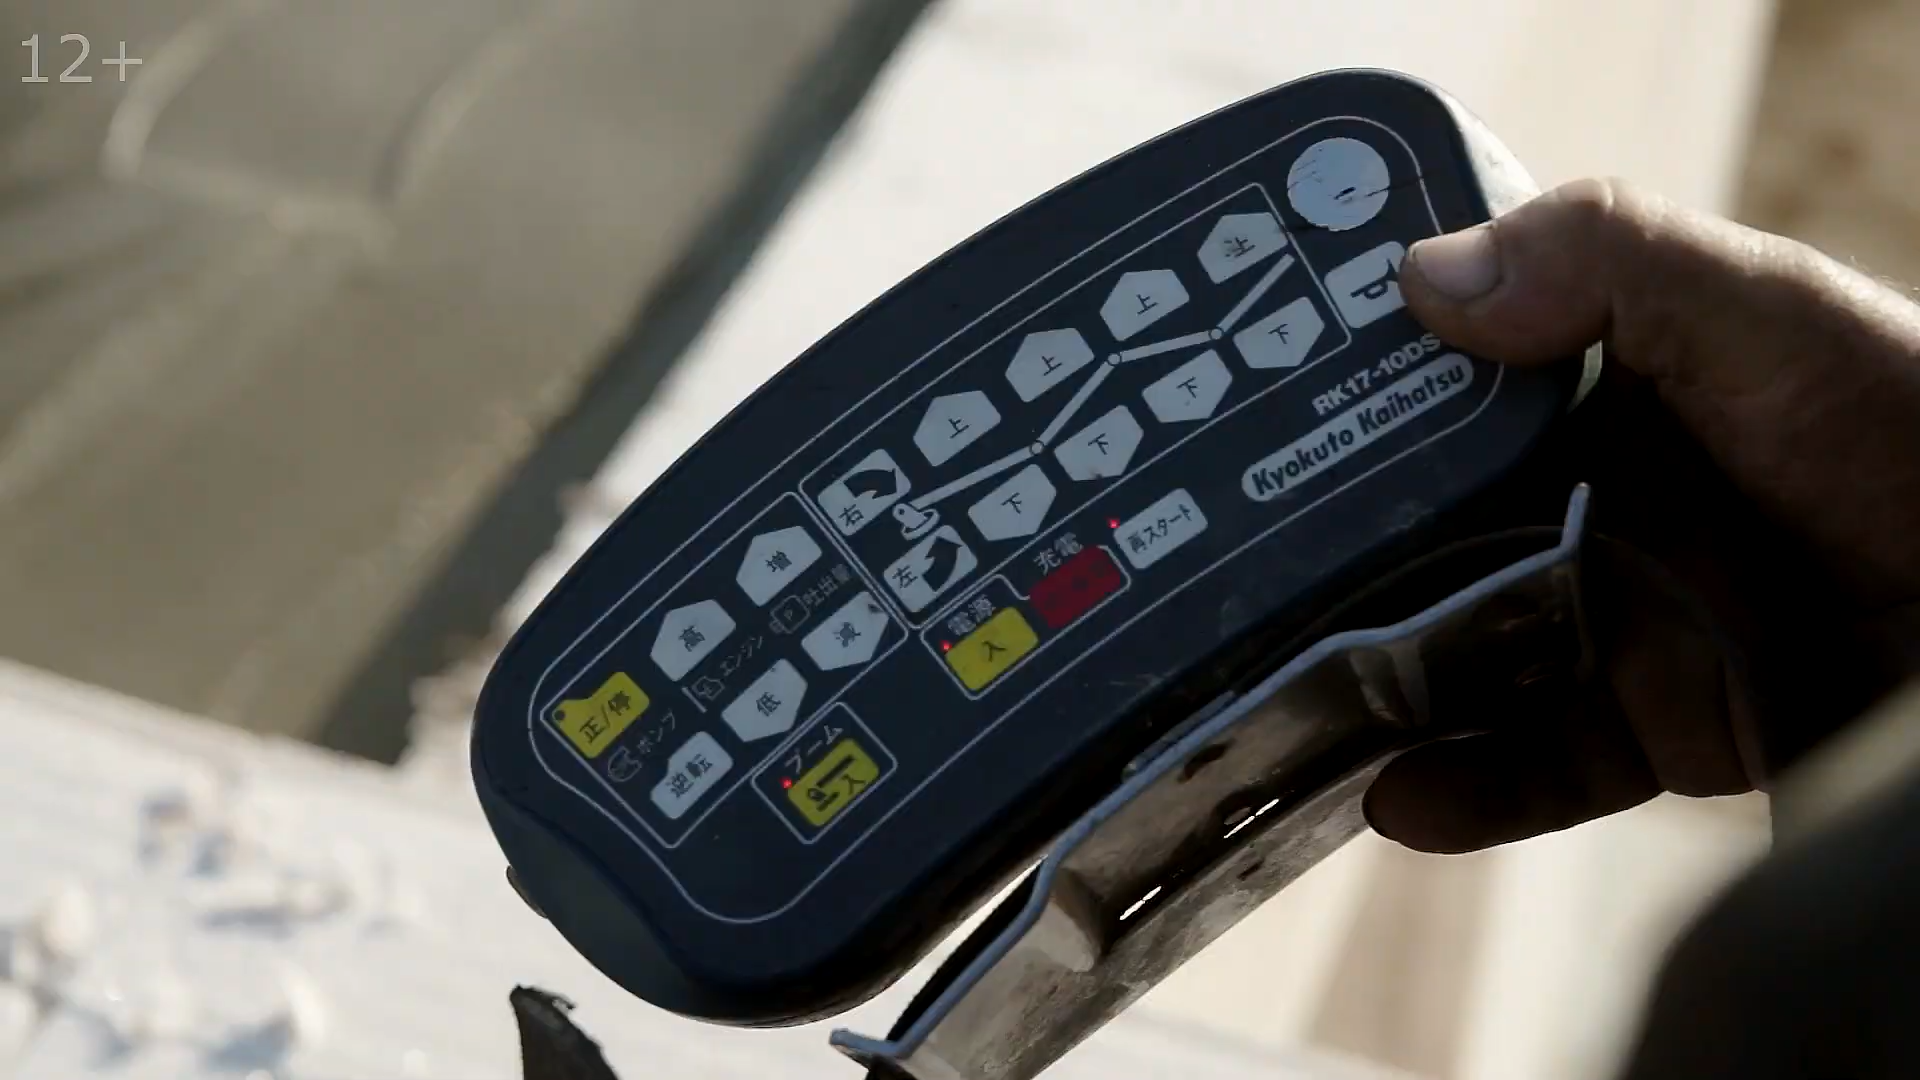 12+
上
上
上
上
右
増
高
正/停
下
下
下
下
左
吐出量
P
減
エンジン
E
低
ポンプ
逆転
RK17-10DS
Kyokuto Kaihatsu
再スタート
充電
電源
入
ブーム
入